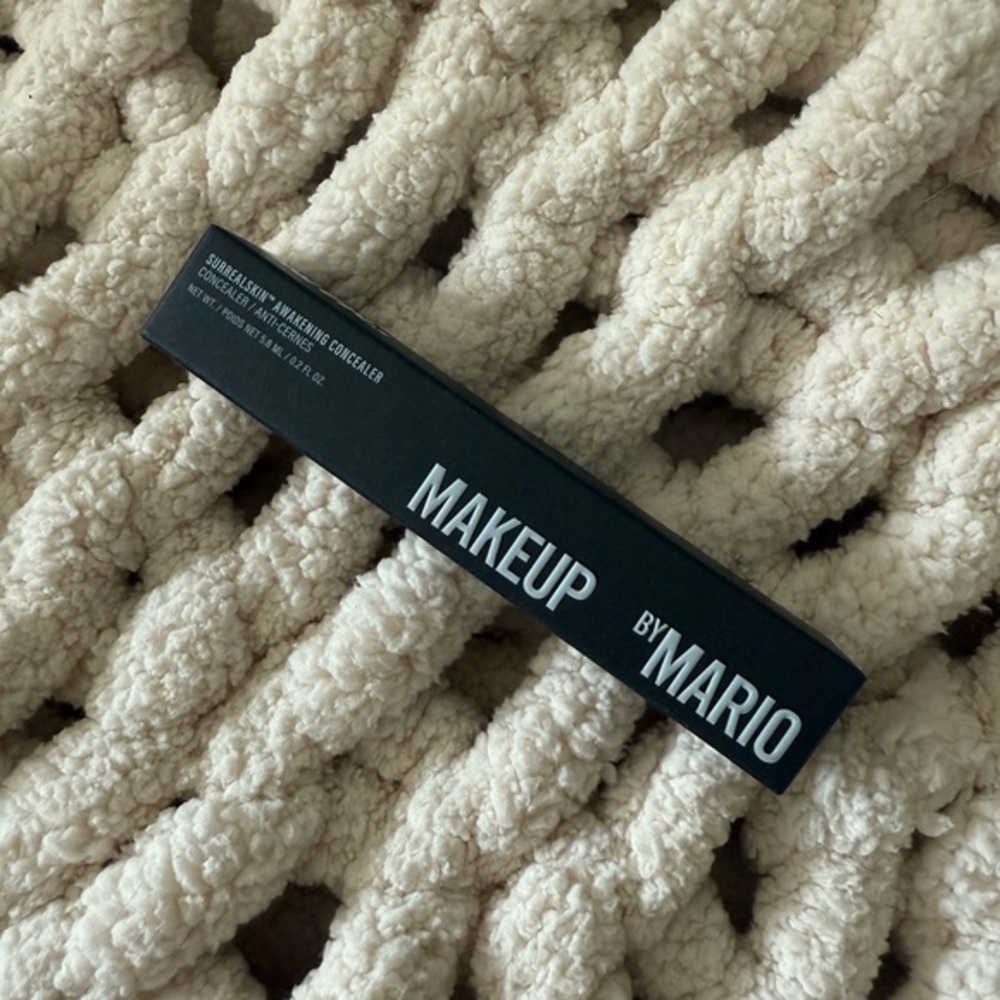 SURREALSKIN™ AWAKENING CONCEALER
CONCEALER / ANTI-CERNES
NET WT. / POIDS NET 5.8 ML / 0.2 FL OZ.
MAKEUP
BY MARIO